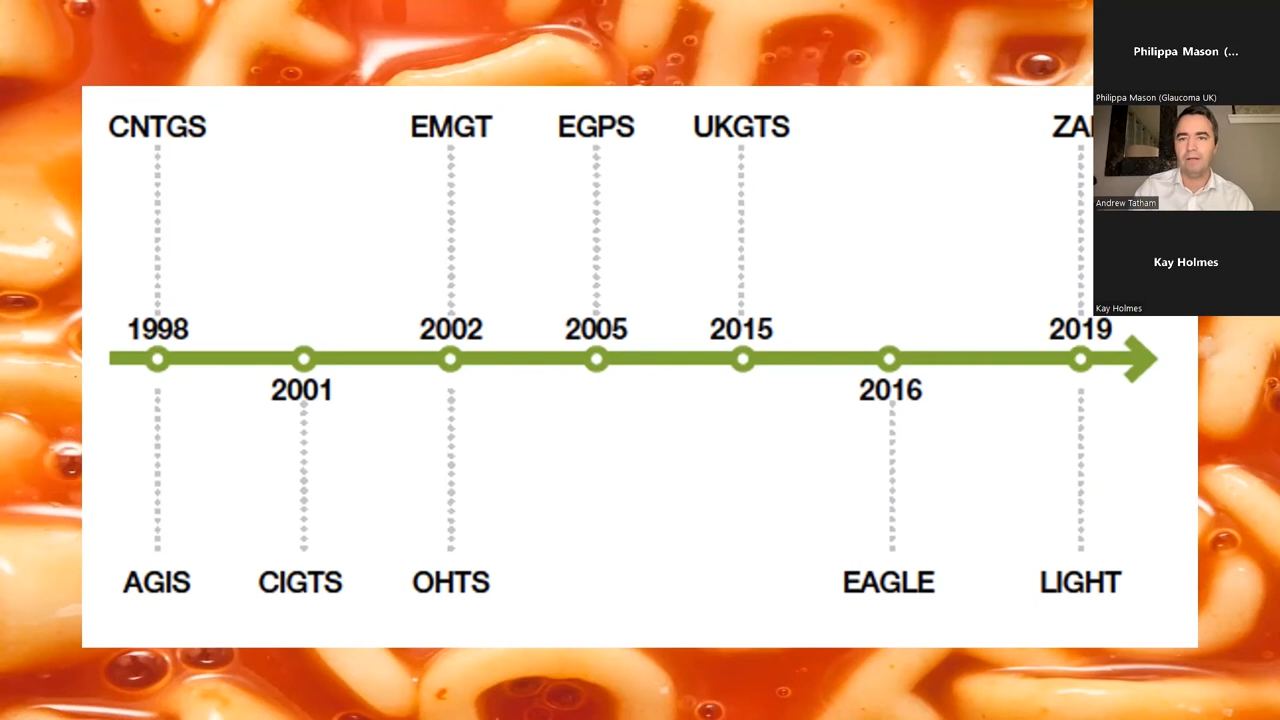 CNTGS EMGT EGPS UKGTS
1998 2002 2005 2015 2019
2001 2016
AGIS CIGTS OHTS EAGLE LIGHT
Philippa Mason (...
Philippa Mason (Glaucoma UK)
Andrew Tatham
Kay Holmes
Kay Holmes